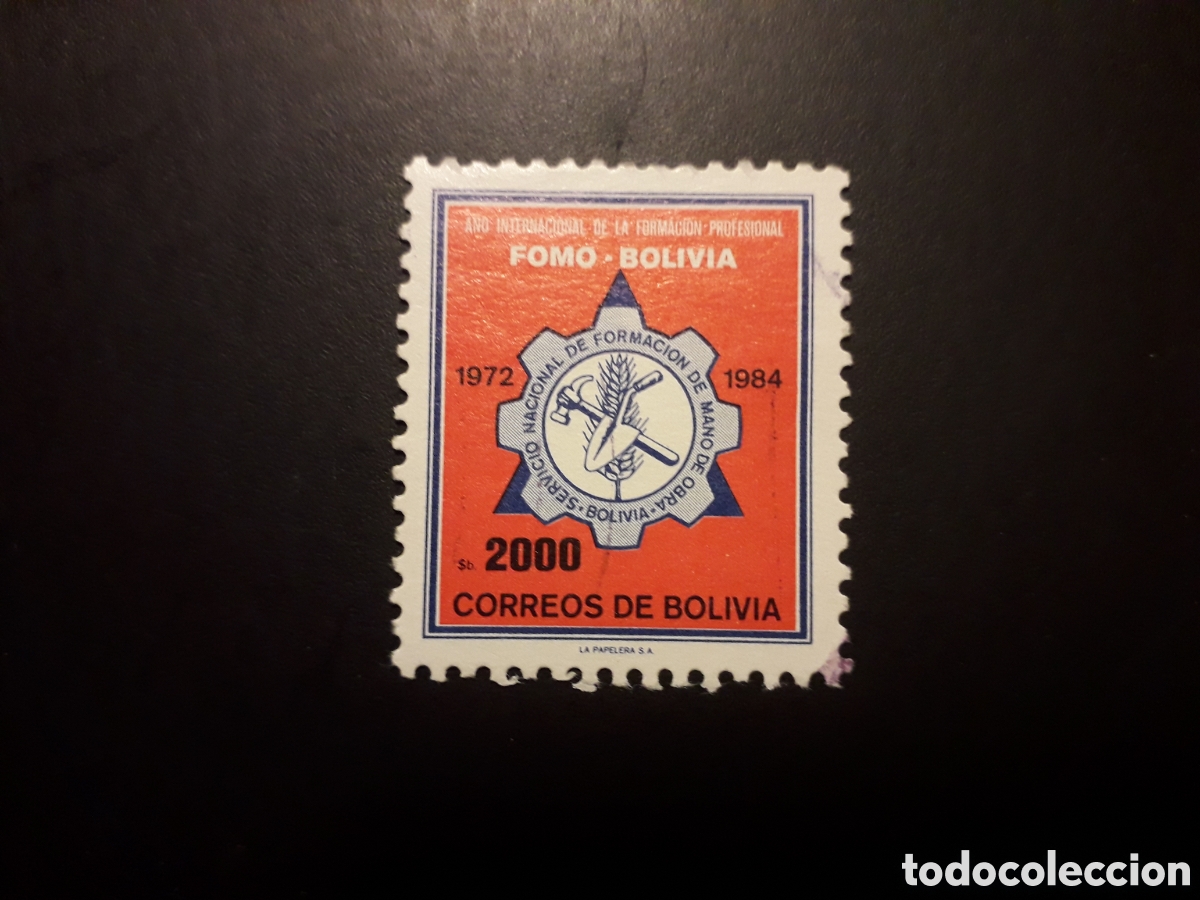 AÑO INTERNACIONAL DE LA FORMACION PROFESIONAL
FOMO · BOLIVIA
1972
1984
SERVICIO NACIONAL DE FORMACION DE MANO DE OBRA
· BOLIVIA ·
$b. 2000
CORREOS DE BOLIVIA
LA PAPELERA S.A.
todocoleccion